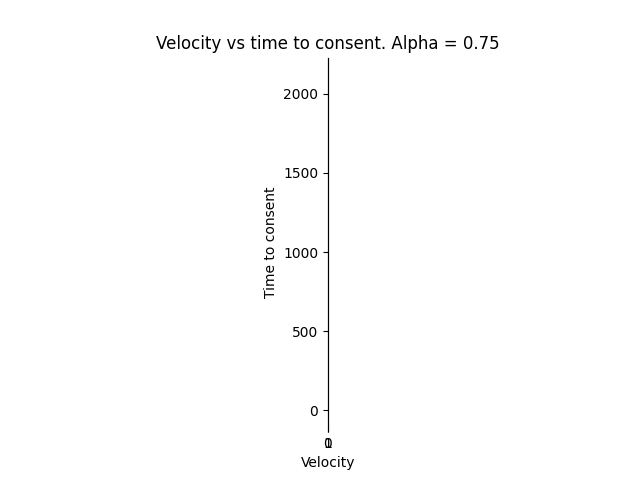 Velocity vs time to consent. Alpha = 0.75
2000
1500
1000
500
0
Time to consent
0
1
Velocity